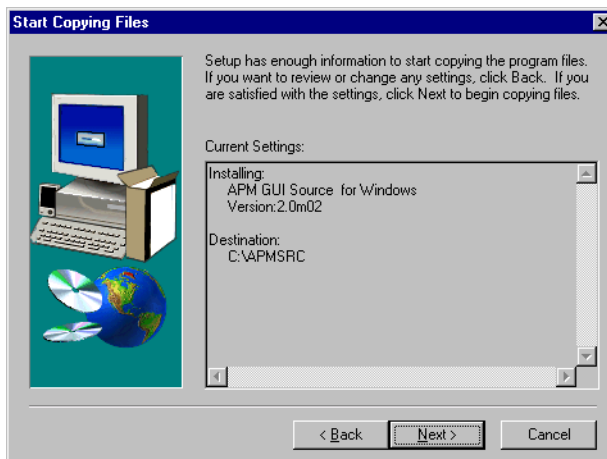 Start Copying Files
Setup has enough information to start copying the program files.
If you want to review or change any settings, click Back. If you
are satisfied with the settings, click Next to begin copying files.
Current Settings:
Installing:
APM GUI Source for Windows
Version:2.0m02
Destination:
C:\APMSRC
< Back
Next >
Cancel